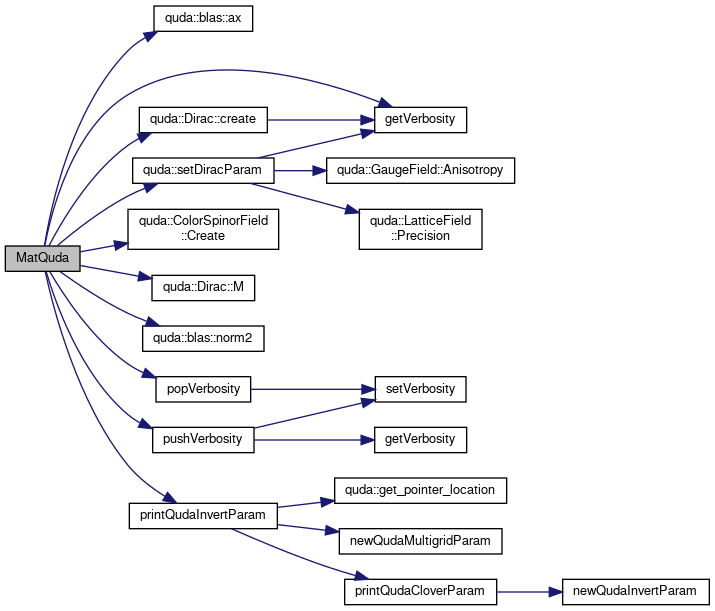 quda::blas::ax
getVerbosity
quda::Dirac::create
quda::setDiracParam
quda::GaugeField::Anisotropy
quda::ColorSpinorField
::Create
quda::LatticeField
::Precision
MatQuda
quda::Dirac::M
quda::blas::norm2
popVerbosity
setVerbosity
pushVerbosity
getVerbosity
quda::get_pointer_location
printQudaInvertParam
newQudaMultigridParam
printQudaCloverParam
newQudaInvertParam